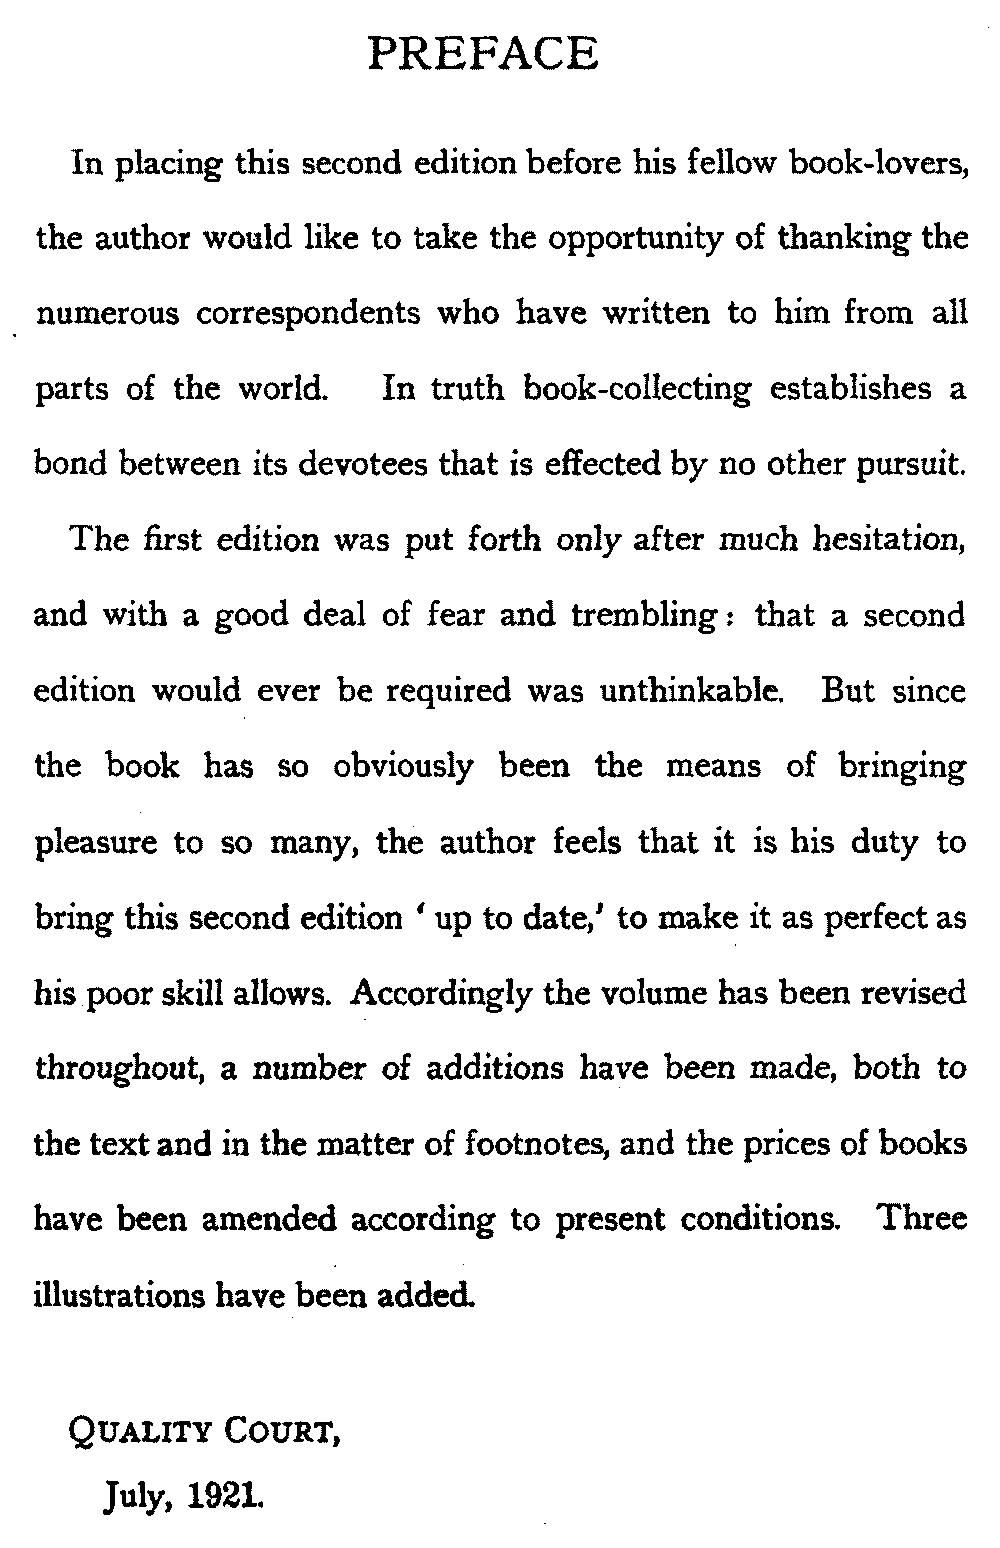 PREFACE
In placing this second edition before his fellow book-lovers,
the author would like to take the opportunity of thanking the
numerous correspondents who have written to him from all
parts of the world. In truth book-collecting establishes a
bond between its devotees that is effected by no other pursuit.
The first edition was put forth only after much hesitation,
and with a good deal of fear and trembling: that a second
edition would ever be required was unthinkable. But since
the book has so obviously been the means of bringing
pleasure to so many, the author feels that it is his duty to
bring this second edition ‘ up to date,’ to make it as perfect as
his poor skill allows. Accordingly the volume has been revised
throughout, a number of additions have been made, both to
the text and in the matter of footnotes, and the prices of books
have been amended according to present conditions. Three
illustrations have been added.
QUALITY COURT,
July, 1921.